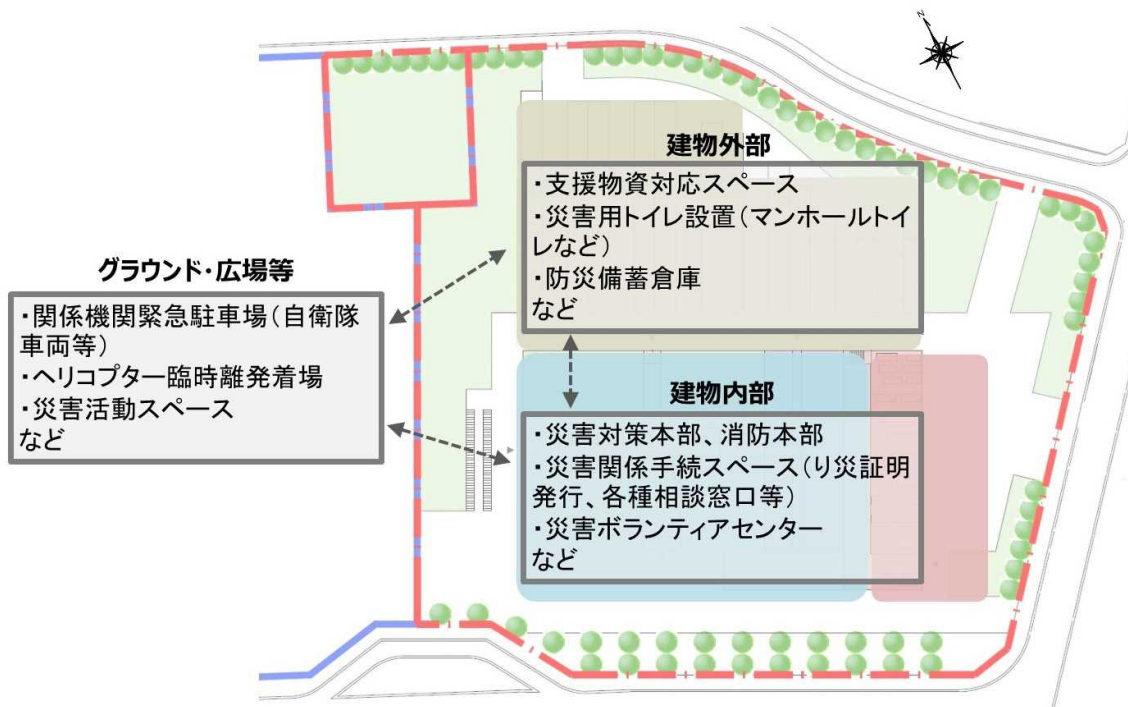 N
建物外部
・支援物資対応スペース
・災害用トイレ設置(マンホールトイ
レなど)
・防災備蓄倉庫
など
グラウンド・広場等
・関係機関緊急駐車場(自衛隊
車両等)
・ヘリコプター臨時離発着場
・災害活動スペース
など
建物内部
・災害対策本部、消防本部
・災害関係手続スペース(り災証明
発行、各種相談窓口等)
・災害ボランティアセンター
など